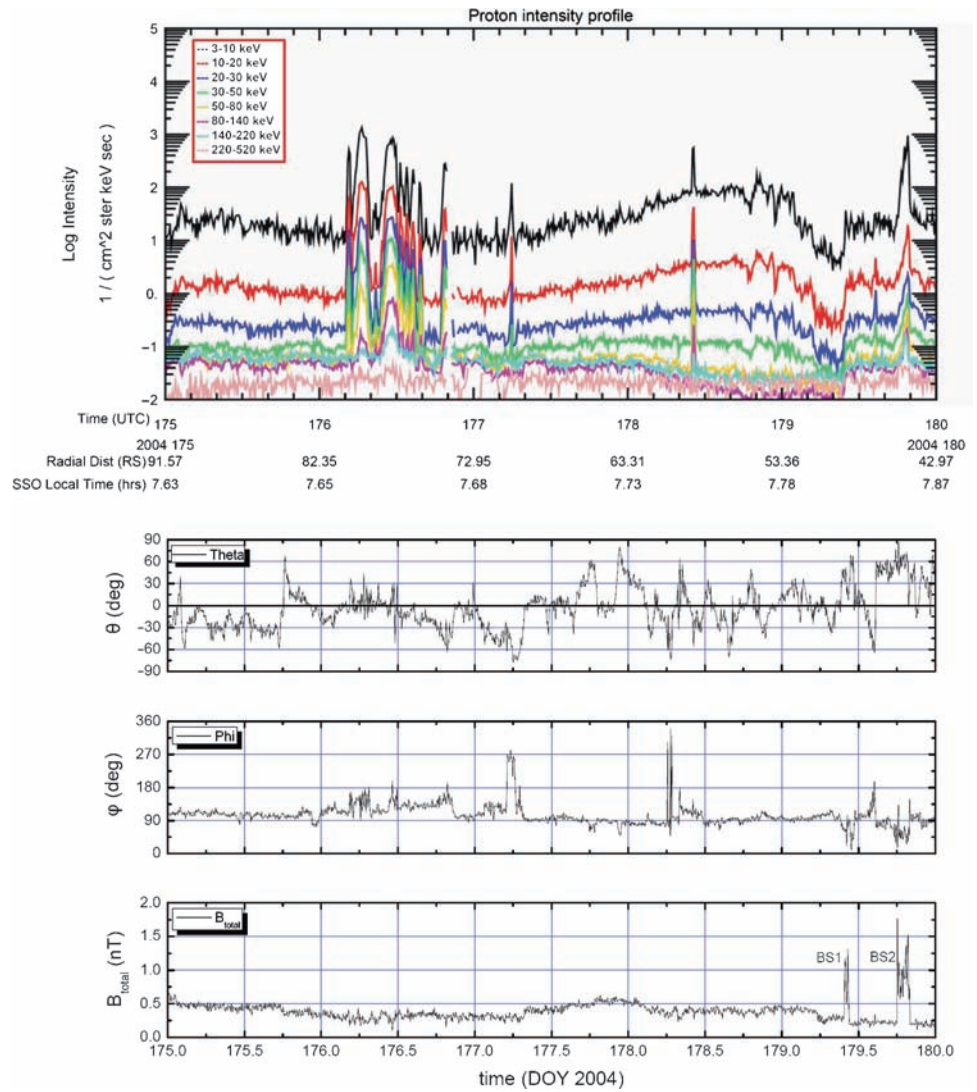 Proton intensity profile
5
4
3
2
1
0.
−1
−2
Log Intensity
1 / ( cm^2 ster keV sec )
3-10 keV
10-20 keV
20-30 keV
30-50 keV
50-80 keV
80-140 keV
140-220 keV
220-520 keV
Time (UTC) 175 176 177 178 179 180
2004 175 2004 180
Radial Dist (RS) 91.57 82.35 72.95 63.31 53.36 42.97
SSO Local Time (hrs) 7.63 7.65 7.68 7.73 7.78 7.87
Theta
90
60
30
0
-30
-60
-90
θ (deg)
Phi
360
270
180
90
0
φ (deg)
B_total
2.0
1.5
1.0
0.5
0.0
B_total (nT)
BS1 BS2
175.0 175.5 176.0 176.5 177.0 177.5 178.0 178.5 179.0 179.5 180.0
time (DOY 2004)